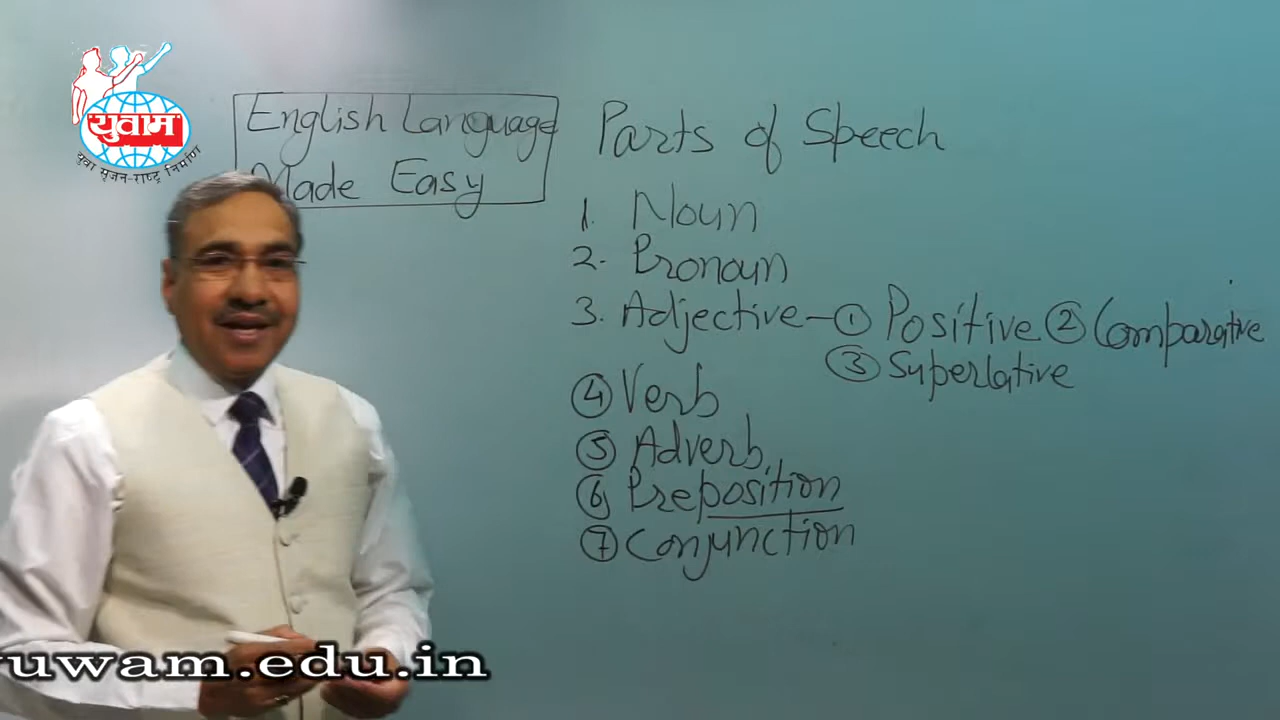 युवाम
युवा सृजन-राष्ट्र निर्माण
English Language
Made Easy
Parts of Speech
1. Noun
2. Pronoun
3. Adjective - ① Positive ② Comparative
③ Superlative
④ Verb
⑤ Adverb
⑥ Preposition
⑦ Conjunction
yuwam.edu.in